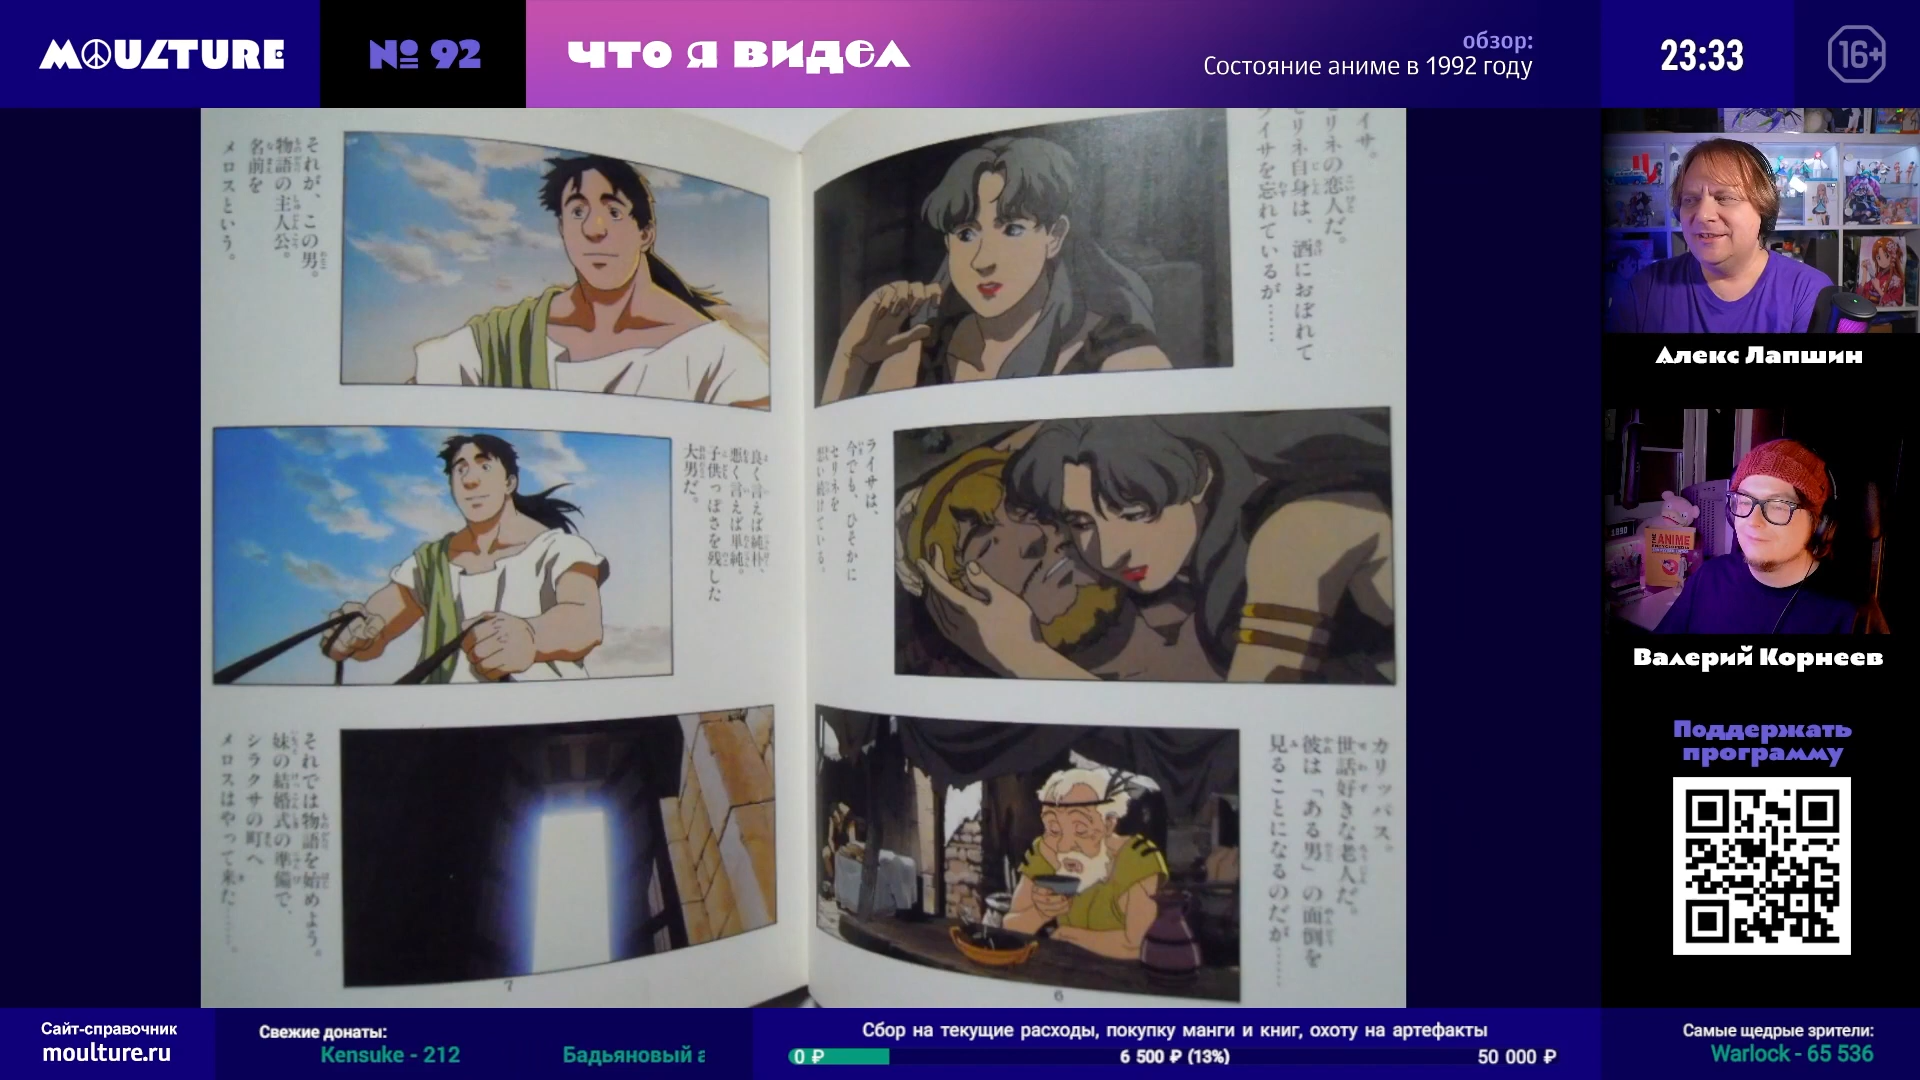 MOULTURE
№ 92
ЧТО Я ВИДЕЛ
обзор:
Состояние аниме в 1992 году
23:33
16+
イサ。
リネの恋人だ。
リネ自身は、酒におぼれて
イサを忘れているが……
ライサは、
今でも、ひそかに
セリネを
想い続けている。
カリッパス。
世話好きな老人だ。
彼は「ある男」の面倒を
見ることになるのだが……
6
それが、この男。
物語の主人公。
名前を
メロスという。
良く言えば純朴、
悪く言えば単純。
子供っぽさを残した
大男だ。
それでは物語を始めよう。
妹の結婚式の準備で、
シラクサの町へ
メロスはやって来た……。
7
Алекс Лапшин
1990
THE ANIME
Валерий Корнеев
Поддержать
программу
Сайт-справочник
moulture.ru
Свежие донаты:
Kensuke - 212
Бадьяновый
Сбор на текущие расходы, покупку манги и книг, охоту на артефакты
0 ₽
6 500 ₽ (13%)
50 000 ₽
Самые щедрые зрители:
Warlock - 65 536